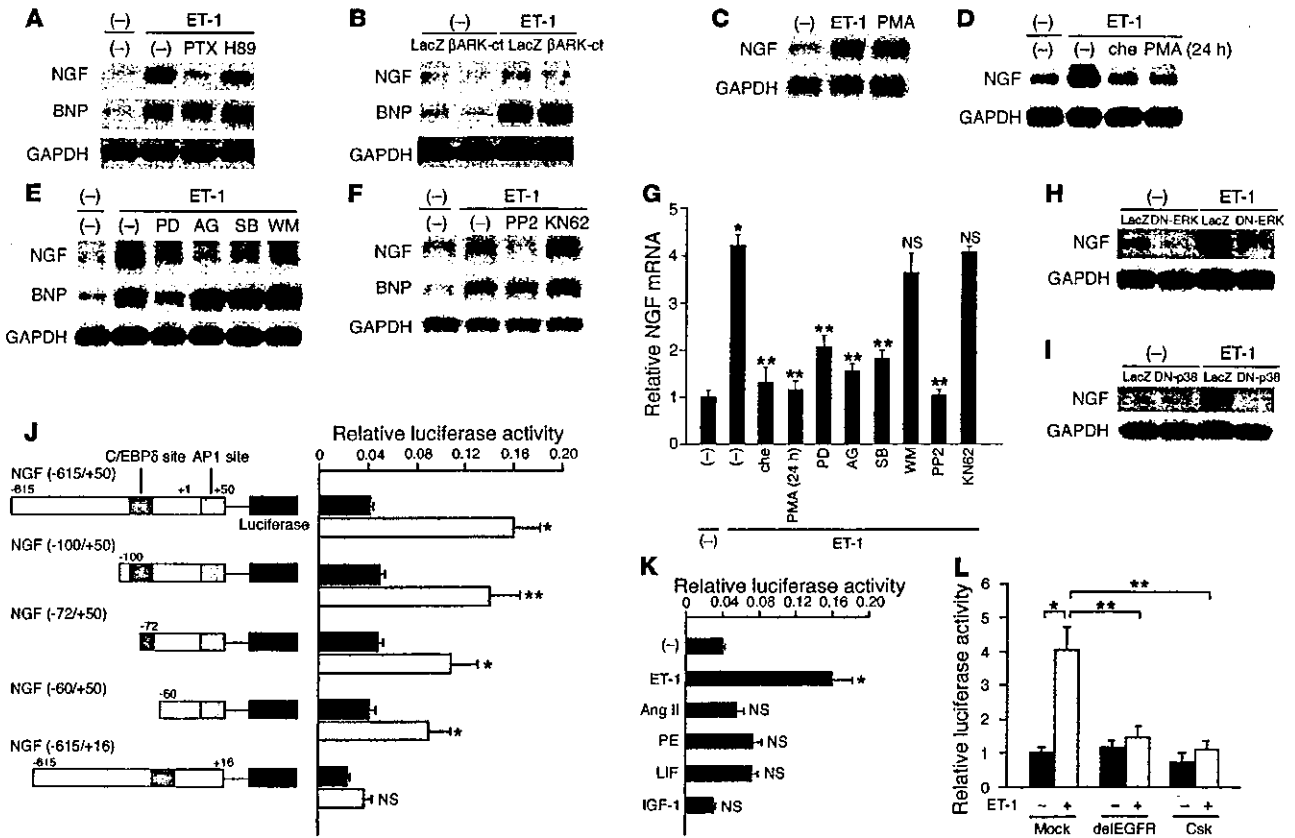 A
(–) ET-1
(–) (–) PTX H89
NGF
BNP
GAPDH
B
(–) ET-1
LacZ βARK-ct LacZ βARK-ct
NGF
BNP
GAPDH
C
(–) ET-1 PMA
NGF
GAPDH
D
(–) ET-1
(–) (–) che PMA (24 h)
NGF
GAPDH
E
(–) ET-1
(–) (–) PD AG SB WM
NGF
BNP
GAPDH
F
(–) ET-1
(–) (–) PP2 KN62
NGF
BNP
GAPDH
G
Relative NGF mRNA
5
4
3
2
1
0
* ** ** ** ** ** NS ** NS
(–) (–) che PMA (24 h) PD AG SB WM PP2 KN62
(–) ET-1
H
(–) ET-1
LacZ DN-ERK LacZ DN-ERK
NGF
GAPDH
I
(–) ET-1
LacZ DN-p38 LacZ DN-p38
NGF
GAPDH
J
Relative luciferase activity
0 0.04 0.08 0.12 0.16 0.20
C/EBPδ site AP1 site
NGF (-615/+50)
-615 +1 +50
Luciferase
*
NGF (-100/+50)
-100
**
NGF (-72/+50)
-72
*
NGF (-60/+50)
-60
*
NGF (-615/+16)
-615 +16
NS
K
Relative luciferase activity
0 0.04 0.08 0.12 0.16 0.20
(–)
ET-1 *
Ang II NS
PE NS
LIF NS
IGF-1 NS
L
Relative luciferase activity
6
5
4
3
2
1
0
* ** **
ET-1 – + – + – +
Mock delEGFR Csk